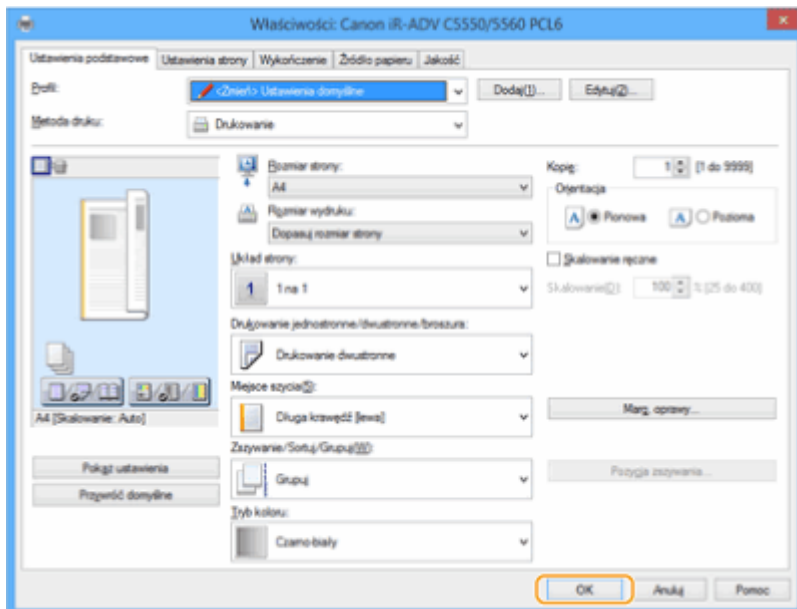 Właściwości: Canon iR-ADV C5550/5560 PCL6
Ustawienia podstawowe Ustawienia strony Wykończenie Źródło papieru Jakość
Profil: <Zmień> Ustawienia domyślne Dodaj(1)... Edytuj(2)...
Metoda druku: Drukowanie
Rozmiar strony:
A4
Rozmiar wydruku:
Dopasuj rozmiar strony
Kopie: 1 [1 do 9999]
Orientacja
A Pionowa A Pozioma
Układ strony:
1 1 na 1
Skalowanie ręczne
Skalowanie(D): 100 % [25 do 400]
Drukowanie jednostronne/dwustronne/broszura:
Drukowanie dwustronne
Miejsce szycia(S):
Długa krawędź [lewa]
Marg. oprawy...
A4 [Skalowanie: Auto]
Zszywanie/Sortuj/Grupuj(W):
Grupuj
Pozycja zszywania...
Pokaż ustawienia
Przywróć domyślne
Tryb koloru:
Czarno-biały
OK Anuluj Pomoc